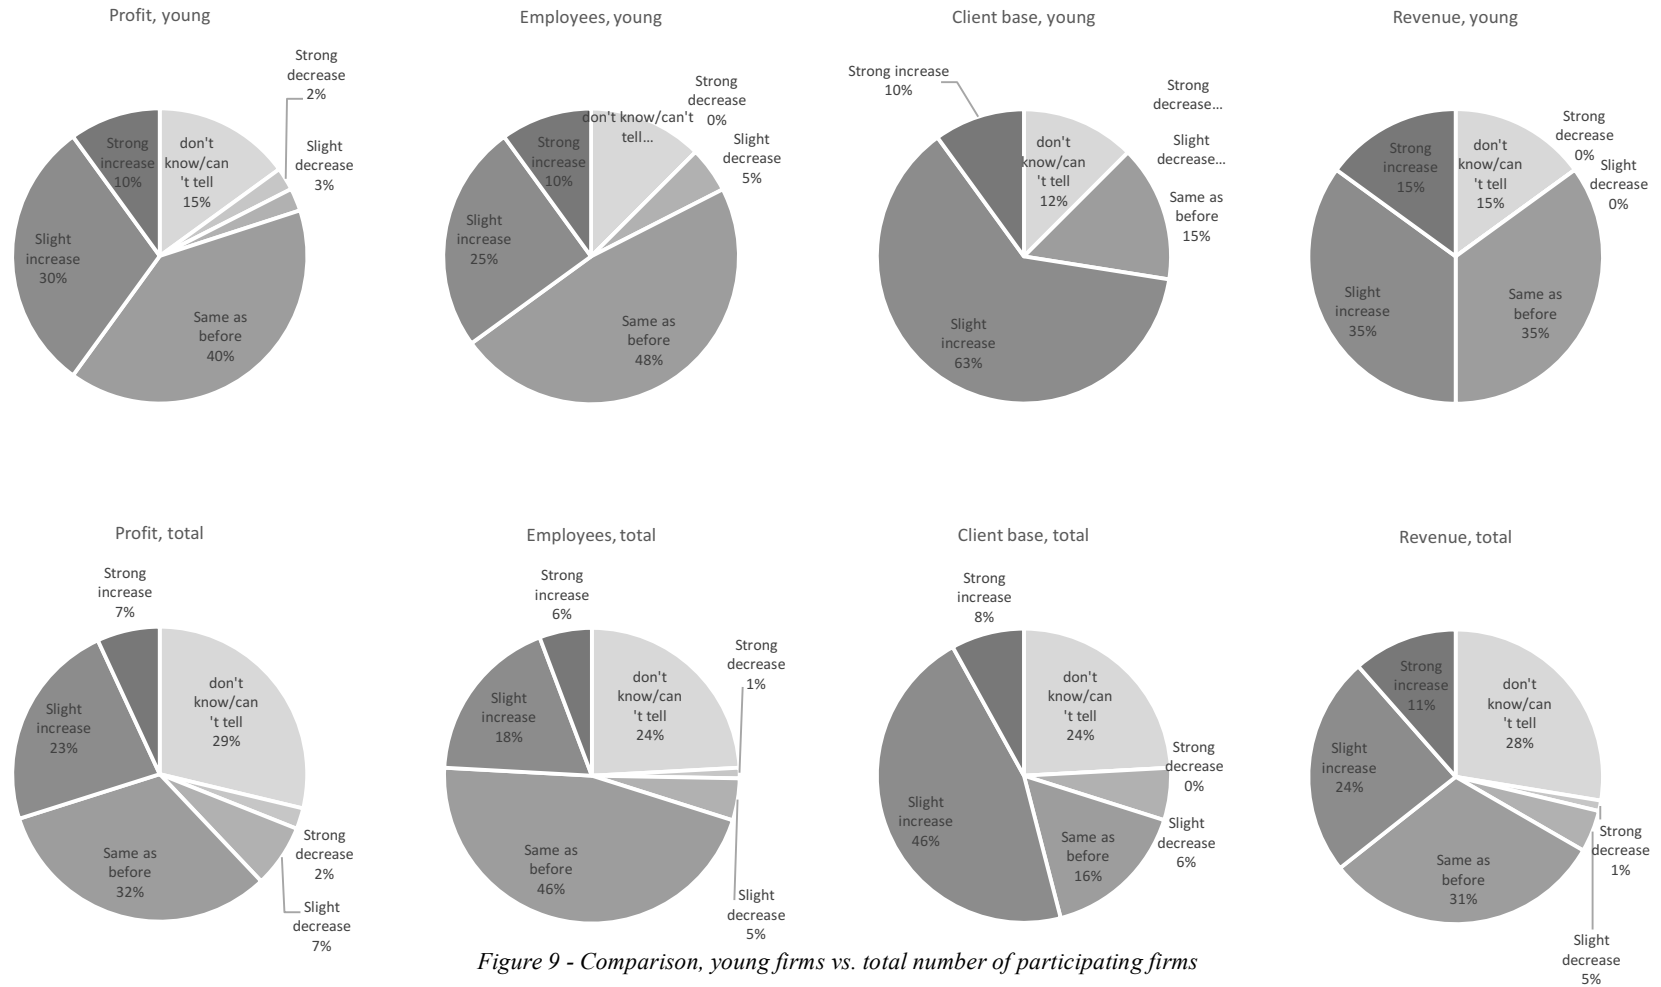 Profit, young
Strong
decrease
2%
Slight
decrease
3%
Strong
increase
10%
don't
know/can
't tell
15%
Slight
increase
30%
Same as
before
40%
Employees, young
Strong
decrease
0%
don't know/can't
tell…
Slight
decrease
5%
Strong
increase
10%
Slight
increase
25%
Same as
before
48%
Client base, young
Strong increase
10%
Strong
decrease…
Slight
decrease…
don't
know/can
't tell
12%
Same as
before
15%
Slight
increase
63%
Revenue, young
Strong
decrease
0%
Slight
decrease
0%
Strong
increase
15%
don't
know/can
't tell
15%
Slight
increase
35%
Same as
before
35%
Profit, total
Strong
increase
7%
don't
know/can
't tell
29%
Slight
increase
23%
Strong
decrease
2%
Same as
before
32%
Slight
decrease
7%
Employees, total
Strong
increase
6%
Strong
decrease
1%
don't
know/can
't tell
24%
Slight
increase
18%
Same as
before
46%
Slight
decrease
5%
Client base, total
Strong
increase
8%
don't
know/can
't tell
24%
Strong
decrease
0%
Slight
increase
46%
Slight
decrease
6%
Same as
before
16%
Revenue, total
Strong
increase
11%
don't
know/can
't tell
28%
Slight
increase
24%
Strong
decrease
1%
Same as
before
31%
Slight
decrease
5%
Figure 9 - Comparison, young firms vs. total number of participating firms